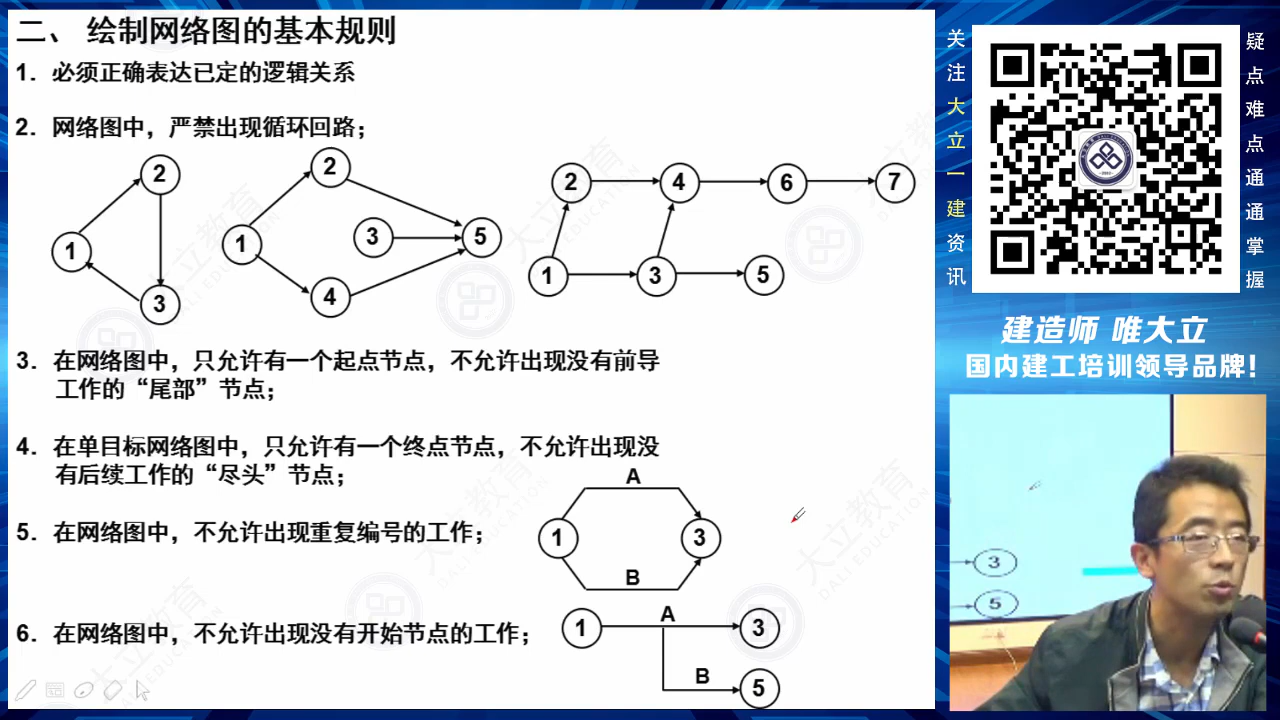 二、 绘制网络图的基本规则
1．必须正确表达已定的逻辑关系
2．网络图中，严禁出现循环回路；
2
1
3
2
1
3
5
4
2
4
6
7
1
3
5
3．在网络图中，只允许有一个起点节点，不允许出现没有前导
工作的“尾部”节点；
4．在单目标网络图中，只允许有一个终点节点，不允许出现没
有后续工作的“尽头”节点；
5．在网络图中，不允许出现重复编号的工作；
A
1
3
B
6．在网络图中，不允许出现没有开始节点的工作；
A
1
3
B
5
关注大立一建资讯
疑点难点通通掌握
建造师 唯大立
国内建工培训领导品牌！
3
5
大立教育
DALI EDUCATION